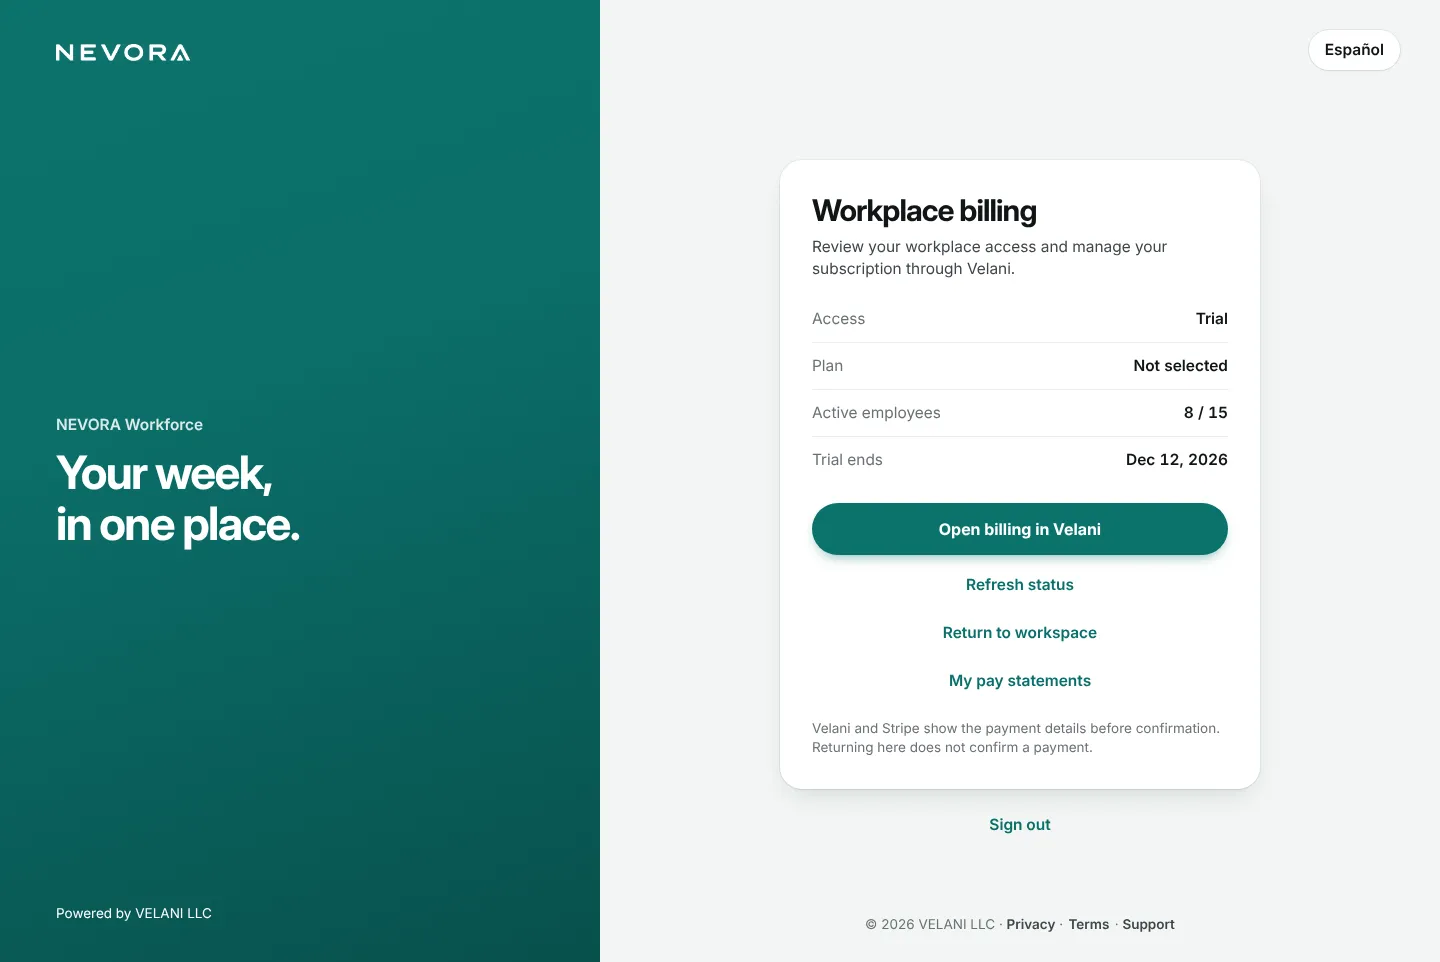 NEVORA
Español
NEVORA Workforce
Your week,
in one place.
Powered by VELANI LLC
Workplace billing
Review your workplace access and manage your
subscription through Velani.
Access Trial
Plan Not selected
Active employees 8 / 15
Trial ends Dec 12, 2026
Open billing in Velani
Refresh status
Return to workspace
My pay statements
Velani and Stripe show the payment details before confirmation.
Returning here does not confirm a payment.
Sign out
© 2026 VELANI LLC · Privacy · Terms · Support